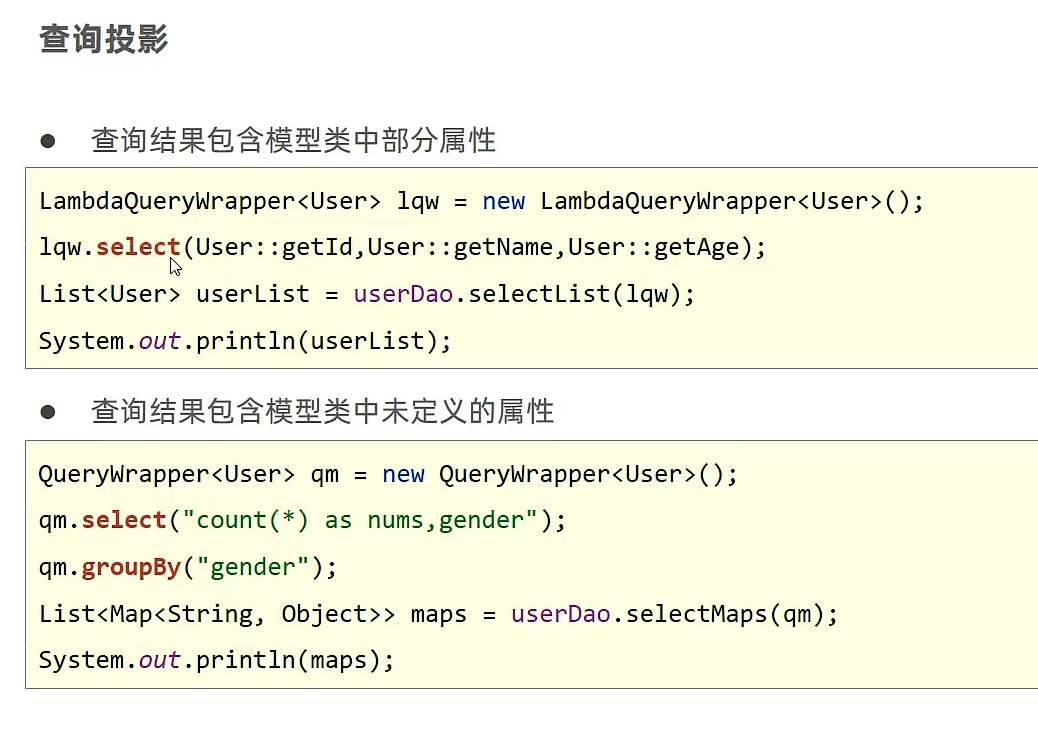 查询投影
● 查询结果包含模型类中部分属性
LambdaQueryWrapper<User> lqw = new LambdaQueryWrapper<User>();
lqw.select(User::getId,User::getName,User::getAge);
List<User> userList = userDao.selectList(lqw);
System.out.println(userList);
● 查询结果包含模型类中未定义的属性
QueryWrapper<User> qm = new QueryWrapper<User>();
qm.select("count(*) as nums,gender");
qm.groupBy("gender");
List<Map<String, Object>> maps = userDao.selectMaps(qm);
System.out.println(maps);